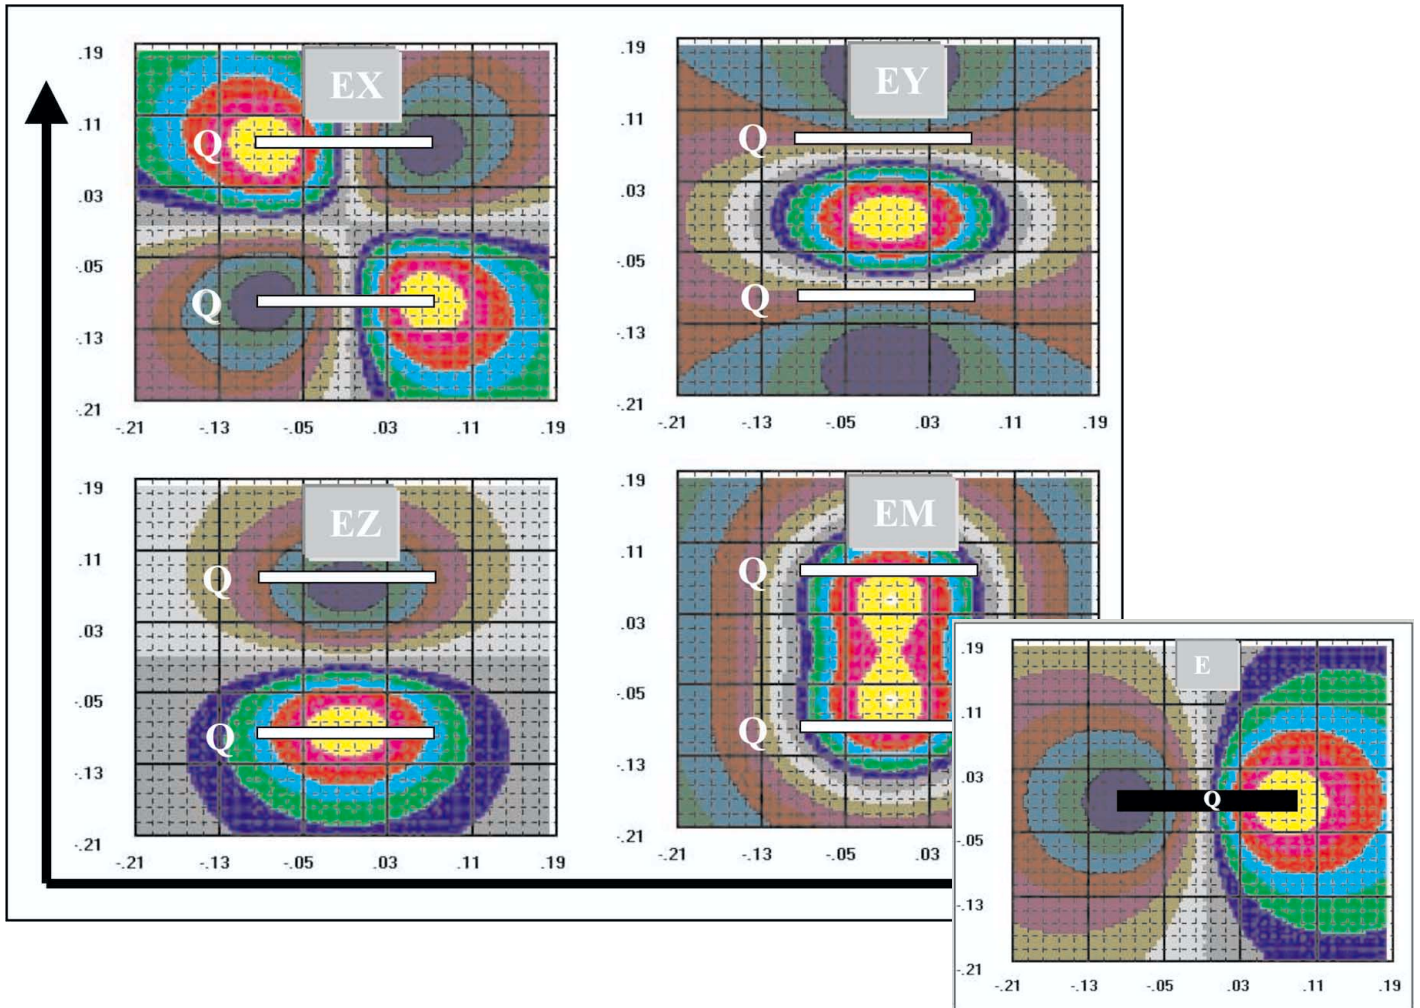 EX
.19
.11
.03
-.05
-.13
-.21
-.21 -.13 -.05 .03 .11 .19
Q
Q
EY
.19
.11
.03
-.05
-.13
-.21
-.21 -.13 -.05 .03 .11 .19
Q
Q
EZ
.19
.11
.03
-.05
-.13
-.21
-.21 -.13 -.05 .03 .11 .19
Q
Q
EM
.19
.11
.03
-.05
-.13
-.21
-.21 -.13 -.05 .03
Q
Q
E
.19
.11
.03
-.05
-.13
-.21
-.21 -.13 -.05 .03 .11 .19
Q